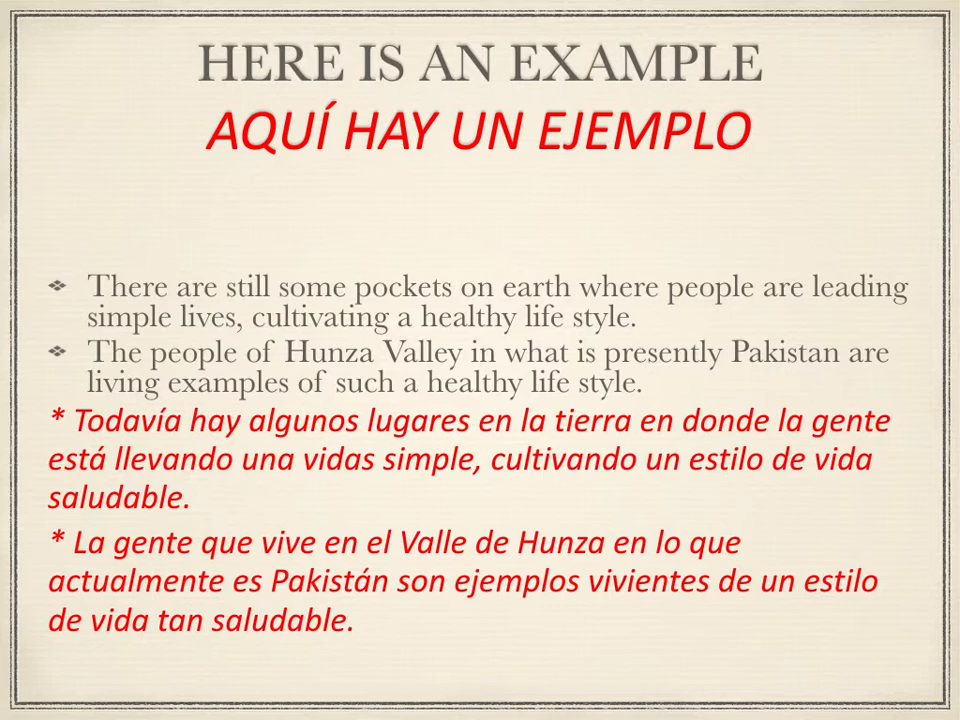 HERE IS AN EXAMPLE
AQUÍ HAY UN EJEMPLO
There are still some pockets on earth where people are leading
simple lives, cultivating a healthy life style.
The people of Hunza Valley in what is presently Pakistan are
living examples of such a healthy life style.
* Todavía hay algunos lugares en la tierra en donde la gente
está llevando una vidas simple, cultivando un estilo de vida
saludable.
* La gente que vive en el Valle de Hunza en lo que
actualmente es Pakistán son ejemplos vivientes de un estilo
de vida tan saludable.